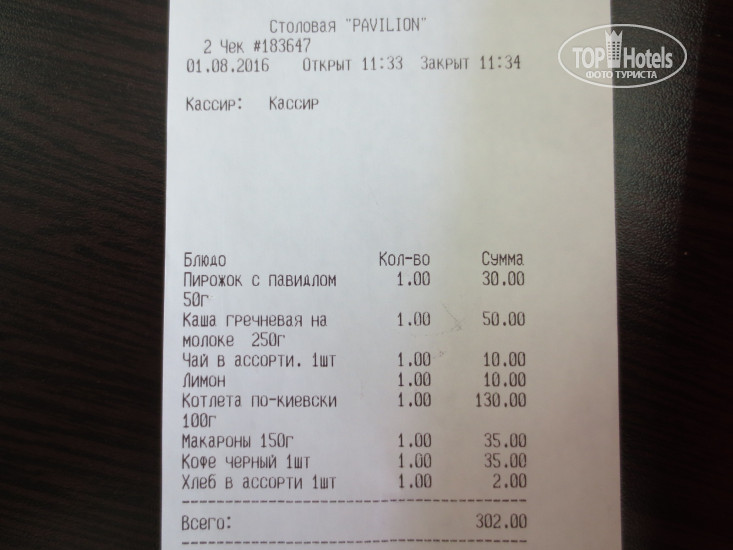 Столовая "PAVILION"
2 Чек #183647
01.08.2016 Открыт 11:33 Закрыт 11:34
Кассир: Кассир
Блюдо Кол-во Сумма
Пирожок с павидлом 1.00 30.00
50г
Каша гречневая на 1.00 50.00
молоке 250г
Чай в ассорти. 1шт 1.00 10.00
Лимон 1.00 10.00
Котлета по-киевски 1.00 130.00
100г
Макароны 150г 1.00 35.00
Кофе черный 1шт 1.00 35.00
Хлеб в ассорти 1шт 1.00 2.00
Всего: 302.00
TOP Hotels
ФОТО ТУРИСТА